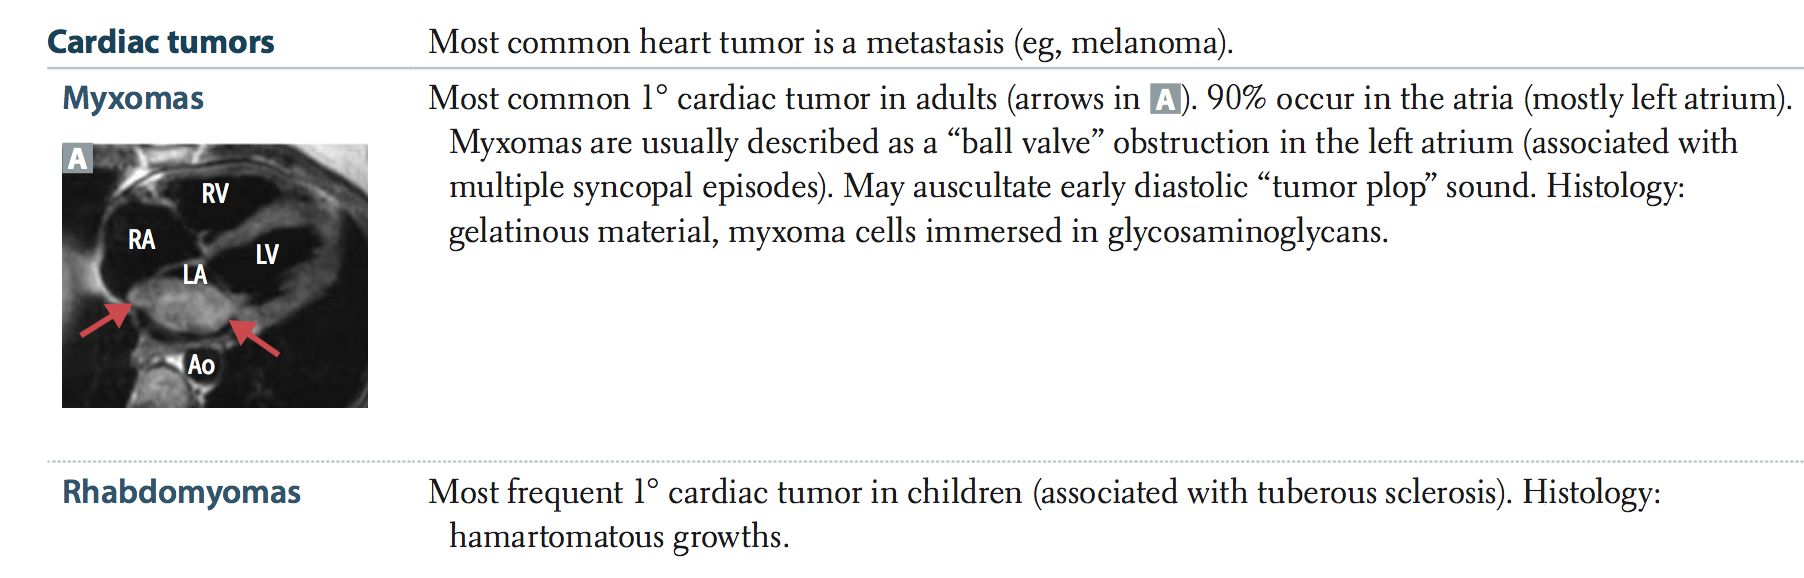 Cardiac tumors
Most common heart tumor is a metastasis (eg, melanoma).
Myxomas
Most common 1° cardiac tumor in adults (arrows in A). 90% occur in the atria (mostly left atrium).
Myxomas are usually described as a “ball valve” obstruction in the left atrium (associated with
multiple syncopal episodes). May auscultate early diastolic “tumor plop” sound. Histology:
gelatinous material, myxoma cells immersed in glycosaminoglycans.
A
RV
RA
LV
LA
Ao
Rhabdomyomas
Most frequent 1° cardiac tumor in children (associated with tuberous sclerosis). Histology:
hamartomatous growths.